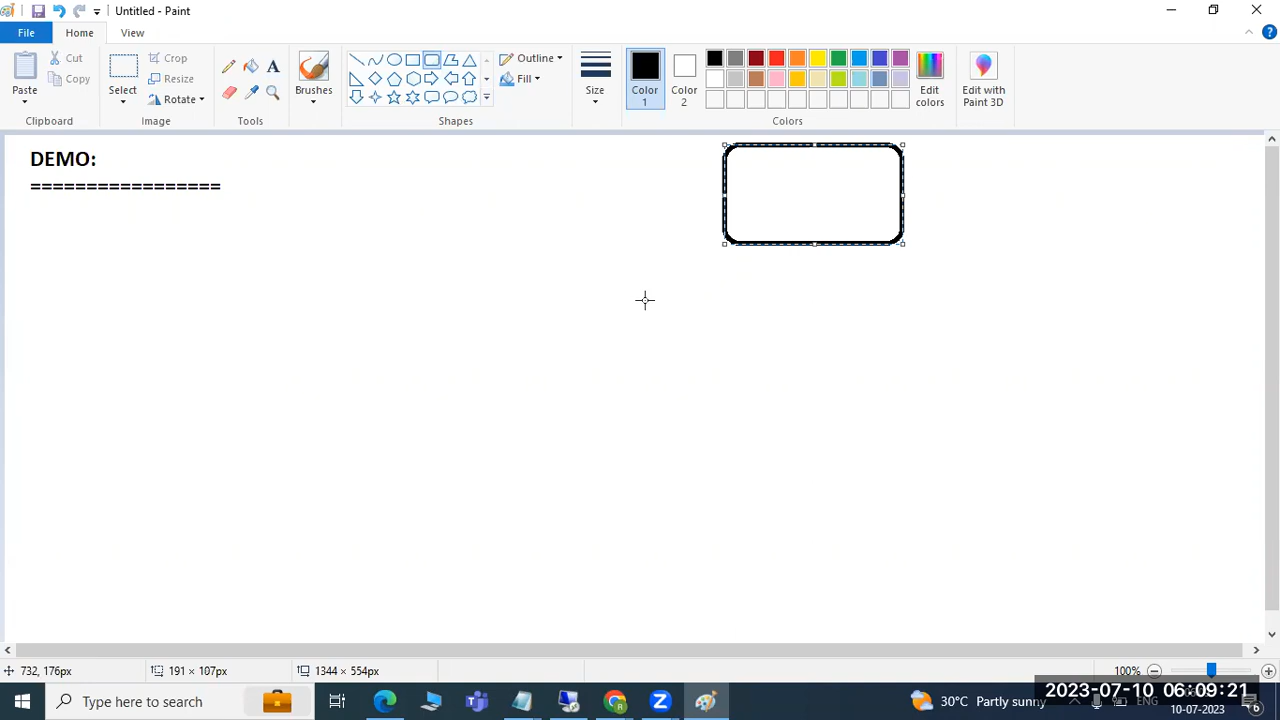 Untitled - Paint
File
Home
View
Paste
Cut
Copy
Clipboard
Select
Crop
Resize
Rotate
Image
A
Tools
Brushes
Outline
Fill
Shapes
Size
Color 1
Color 2
Edit colors
Colors
Edit with Paint 3D
DEMO:
=================
732, 176px
191 × 107px
1344 × 554px
100%
Type here to search
30°C Partly sunny
ENG
2023-07-10 06:09:21
10-07-2023
6